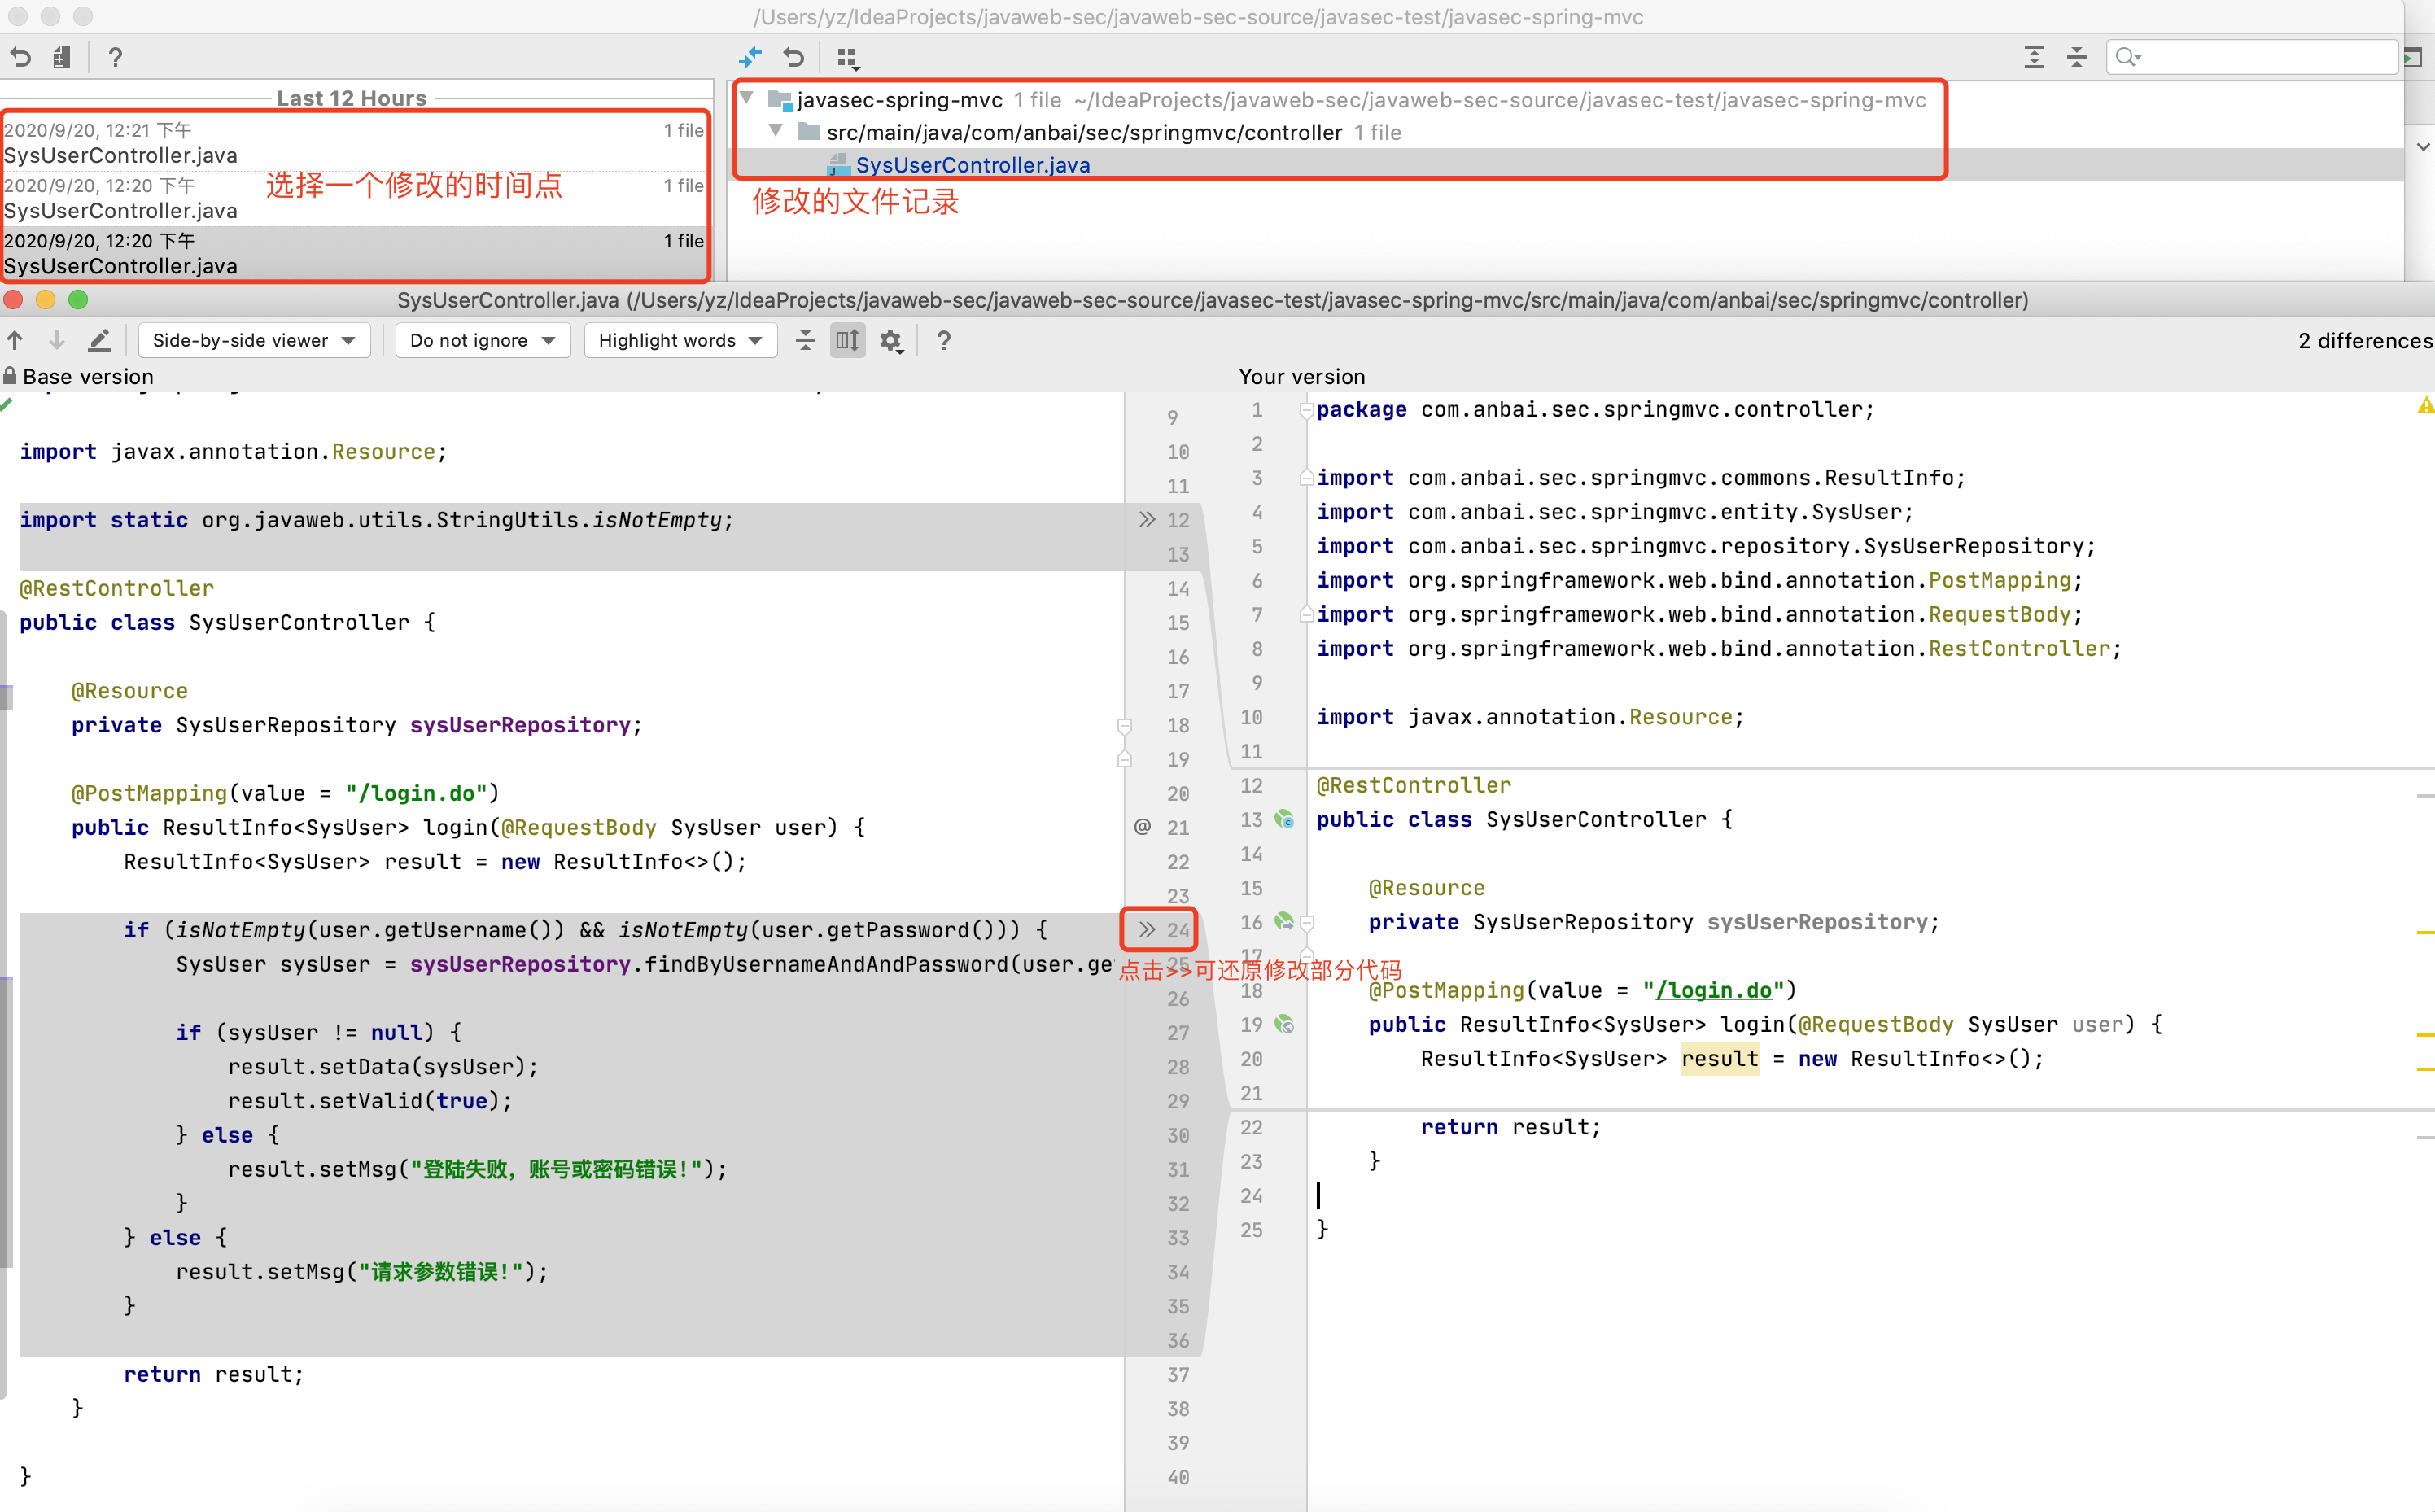 /Users/yz/IdeaProjects/javaweb-sec/javaweb-sec-source/javasec-test/javasec-spring-mvc
?
Last 12 Hours
2020/9/20, 12:21 下午 1 file
SysUserController.java
2020/9/20, 12:20 下午 1 file
SysUserController.java
2020/9/20, 12:20 下午 1 file
SysUserController.java
选择一个修改的时间点
javasec-spring-mvc 1 file ~/IdeaProjects/javaweb-sec/javaweb-sec-source/javasec-test/javasec-spring-mvc
src/main/java/com/anbai/sec/springmvc/controller 1 file
SysUserController.java
修改的文件记录
SysUserController.java (/Users/yz/IdeaProjects/javaweb-sec/javaweb-sec-source/javasec-test/javasec-spring-mvc/src/main/java/com/anbai/sec/springmvc/controller)
Side-by-side viewer Do not ignore Highlight words ? 2 differences
Base version
9
import javax.annotation.Resource; 10
11
import static org.javaweb.utils.StringUtils.isNotEmpty; >> 12
13
@RestController 14
public class SysUserController { 15
16
@Resource 17
private SysUserRepository sysUserRepository; 18
19
@PostMapping(value = "/login.do") 20
public ResultInfo<SysUser> login(@RequestBody SysUser user) { @ 21
ResultInfo<SysUser> result = new ResultInfo<>(); 22
23
if (isNotEmpty(user.getUsername()) && isNotEmpty(user.getPassword())) { >> 24
SysUser sysUser = sysUserRepository.findByUsernameAndAndPassword(user.ge 25
点击>>可还原修改部分代码
26
if (sysUser != null) { 27
result.setData(sysUser); 28
result.setValid(true); 29
} else { 30
result.setMsg("登陆失败，账号或密码错误!"); 31
} 32
} else { 33
result.setMsg("请求参数错误!"); 34
} 35
36
return result; 37
} 38
39
} 40
Your version
1 package com.anbai.sec.springmvc.controller;
2
3 import com.anbai.sec.springmvc.commons.ResultInfo;
4 import com.anbai.sec.springmvc.entity.SysUser;
5 import com.anbai.sec.springmvc.repository.SysUserRepository;
6 import org.springframework.web.bind.annotation.PostMapping;
7 import org.springframework.web.bind.annotation.RequestBody;
8 import org.springframework.web.bind.annotation.RestController;
9
10 import javax.annotation.Resource;
11
12 @RestController
13 public class SysUserController {
14
15 @Resource
16 private SysUserRepository sysUserRepository;
17
18 @PostMapping(value = "/login.do")
19 public ResultInfo<SysUser> login(@RequestBody SysUser user) {
20 ResultInfo<SysUser> result = new ResultInfo<>();
21
22 return result;
23 }
24
25 }